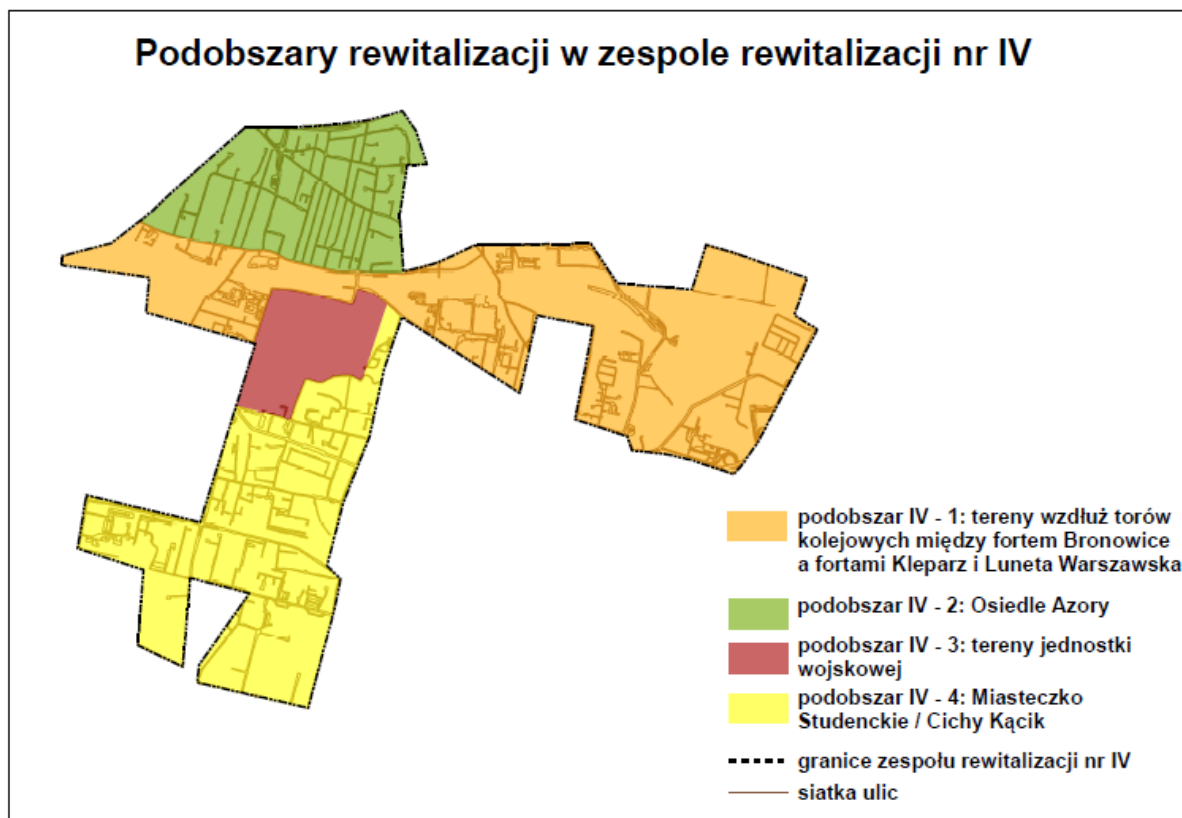 Podobszary rewitalizacji w zespole rewitalizacji nr IV
podobszar IV - 1: tereny wzdłuż torów
kolejowych między fortem Bronowice
a fortami Kleparz i Luneta Warszawska
podobszar IV - 2: Osiedle Azory
podobszar IV - 3: tereny jednostki
wojskowej
podobszar IV - 4: Miasteczko
Studenckie / Cichy Kącik
granice zespołu rewitalizacji nr IV
siatka ulic